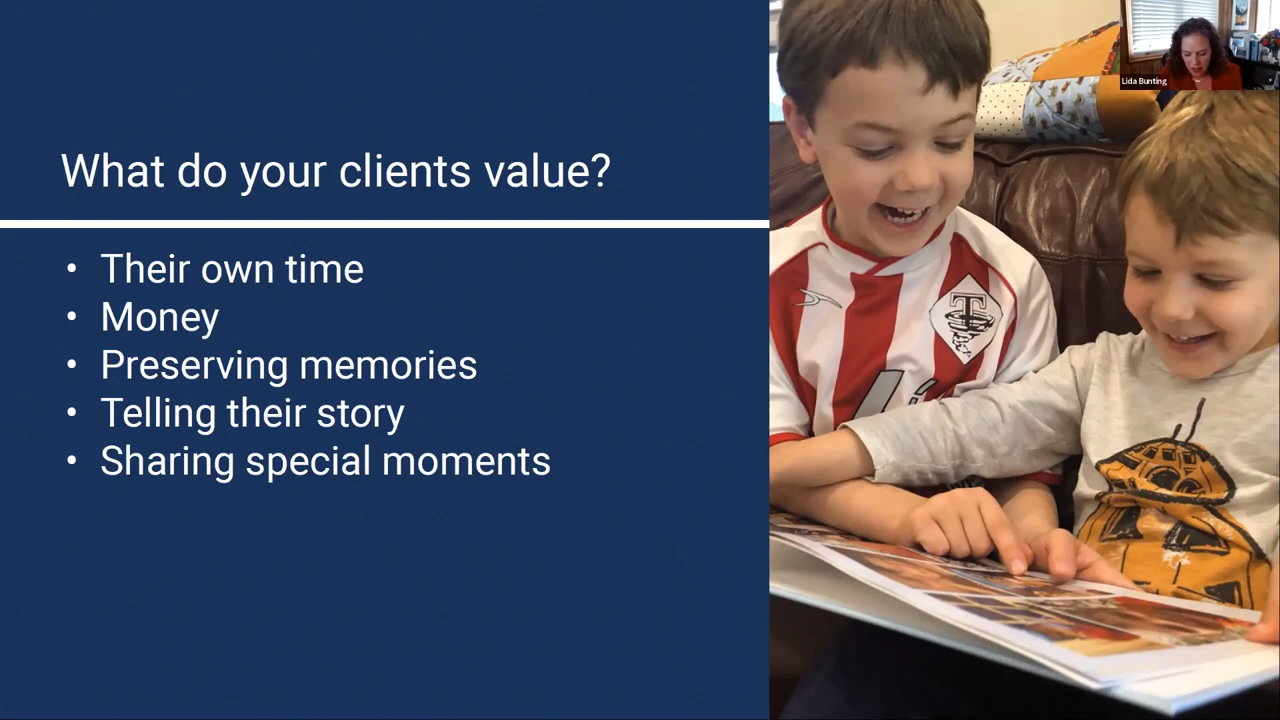 What do your clients value?
• Their own time
• Money
• Preserving memories
• Telling their story
• Sharing special moments
Lida Bunting
T